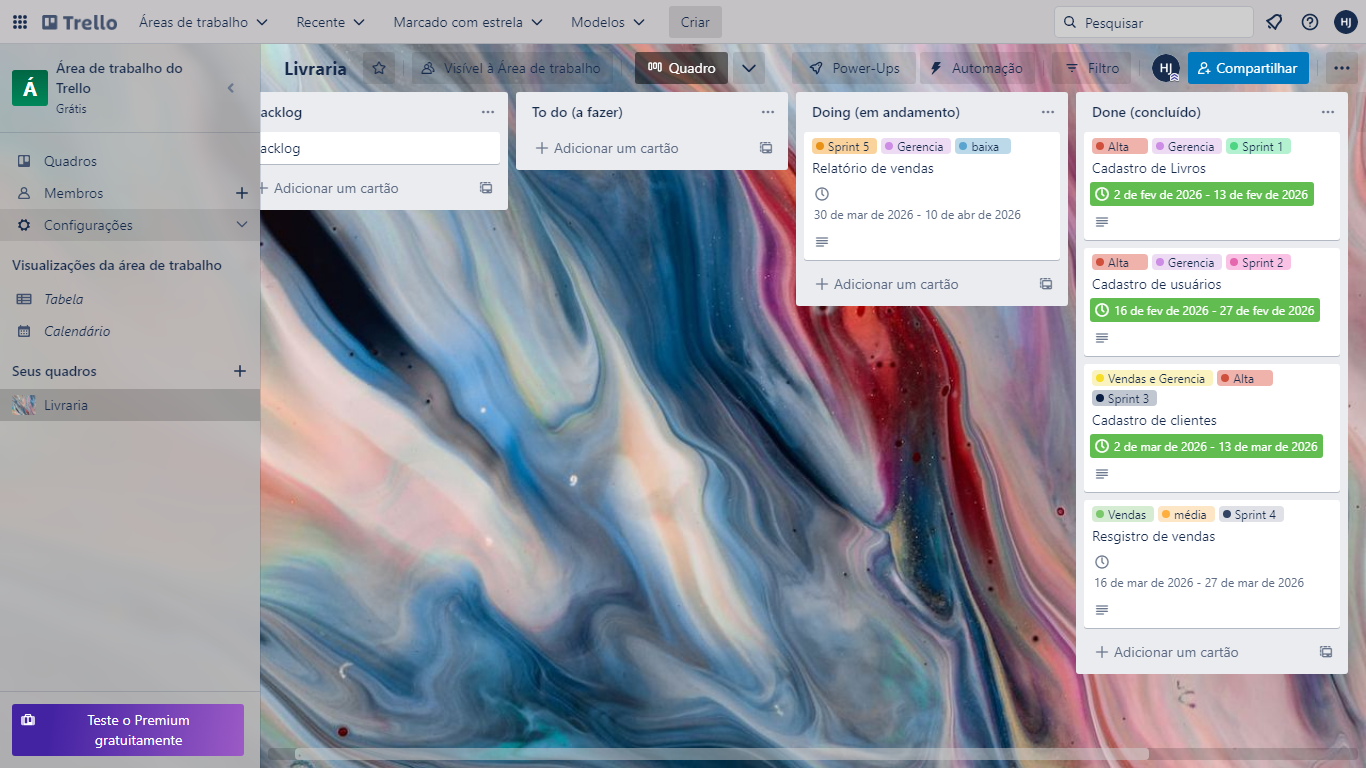 Trello
Áreas de trabalho
Recente
Marcado com estrela
Modelos
Criar
Pesquisar
HJ
Á
Área de trabalho do
Trello
Grátis
Quadros
Membros
Configurações
Visualizações da área de trabalho
Tabela
Calendário
Seus quadros
Livraria
Teste o Premium
gratuitamente
Livraria
Visível à Área de trabalho
Quadro
Power-Ups
Automação
Filtro
HJ
Compartilhar
acklog
acklog
Adicionar um cartão
To do (a fazer)
Adicionar um cartão
Doing (em andamento)
Sprint 5
Gerencia
baixa
Relatório de vendas
30 de mar de 2026 - 10 de abr de 2026
Adicionar um cartão
Done (concluído)
Alta
Gerencia
Sprint 1
Cadastro de Livros
2 de fev de 2026 - 13 de fev de 2026
Alta
Gerencia
Sprint 2
Cadastro de usuários
16 de fev de 2026 - 27 de fev de 2026
Vendas e Gerencia
Alta
Sprint 3
Cadastro de clientes
2 de mar de 2026 - 13 de mar de 2026
Vendas
média
Sprint 4
Resgistro de vendas
16 de mar de 2026 - 27 de mar de 2026
Adicionar um cartão